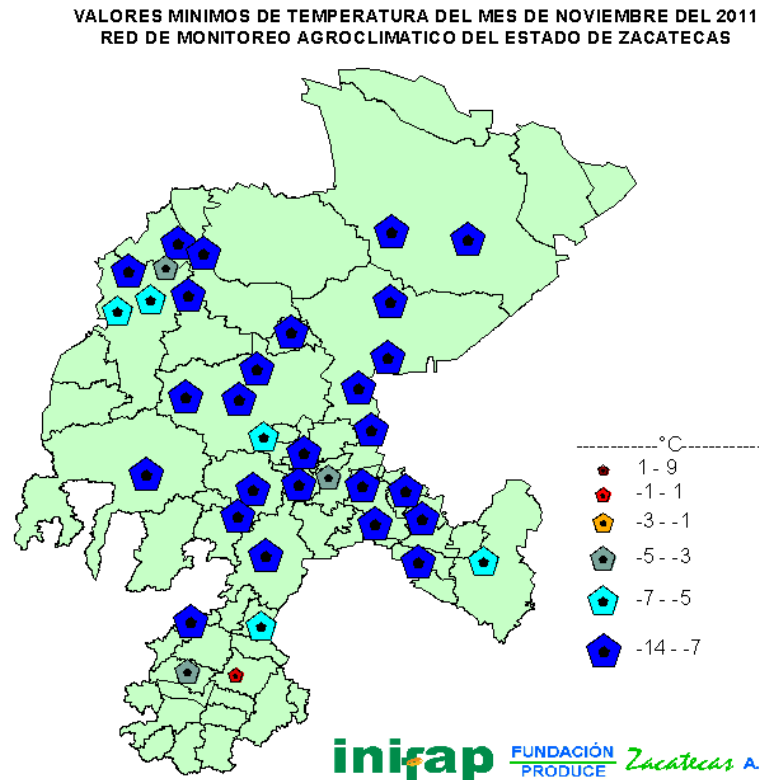 VALORES MINIMOS DE TEMPERATURA DEL MES DE NOVIEMBRE DEL 2011
RED DE MONITOREO AGROCLIMATICO DEL ESTADO DE ZACATECAS
------------°C------------
1 - 9
-1 - 1
-3 - -1
-5 - -3
-7 - -5
-14 - -7
inifap
FUNDACIÓN
PRODUCE
Zacatecas A.